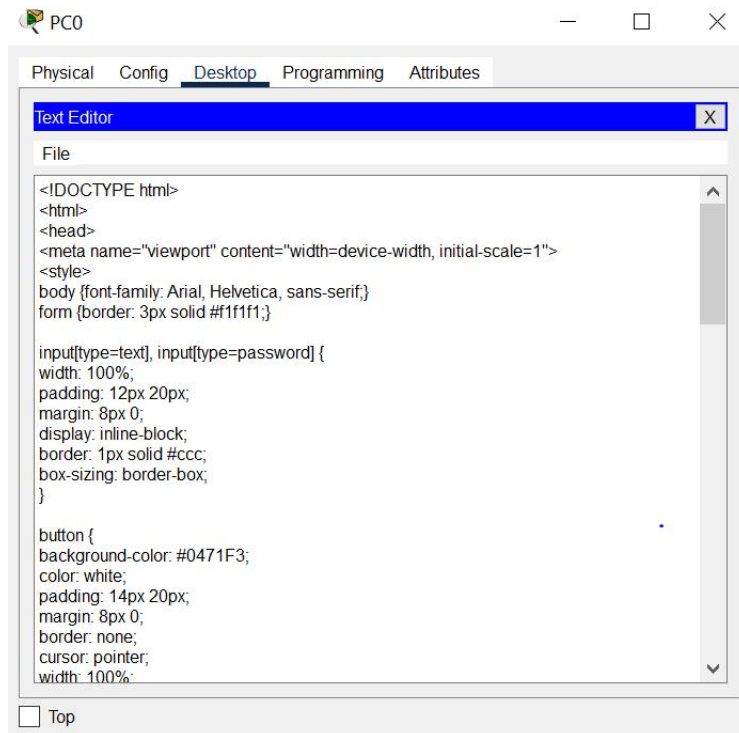 PC0
Physical Config Desktop Programming Attributes
Text Editor X
File
<!DOCTYPE html>
<html>
<head>
<meta name="viewport" content="width=device-width, initial-scale=1">
<style>
body {font-family: Arial, Helvetica, sans-serif;}
form {border: 3px solid #f1f1f1;}

input[type=text], input[type=password] {
width: 100%;
padding: 12px 20px;
margin: 8px 0;
display: inline-block;
border: 1px solid #ccc;
box-sizing: border-box;
}

button {
background-color: #0471F3;
color: white;
padding: 14px 20px;
margin: 8px 0;
border: none;
cursor: pointer;
width: 100%;
Top